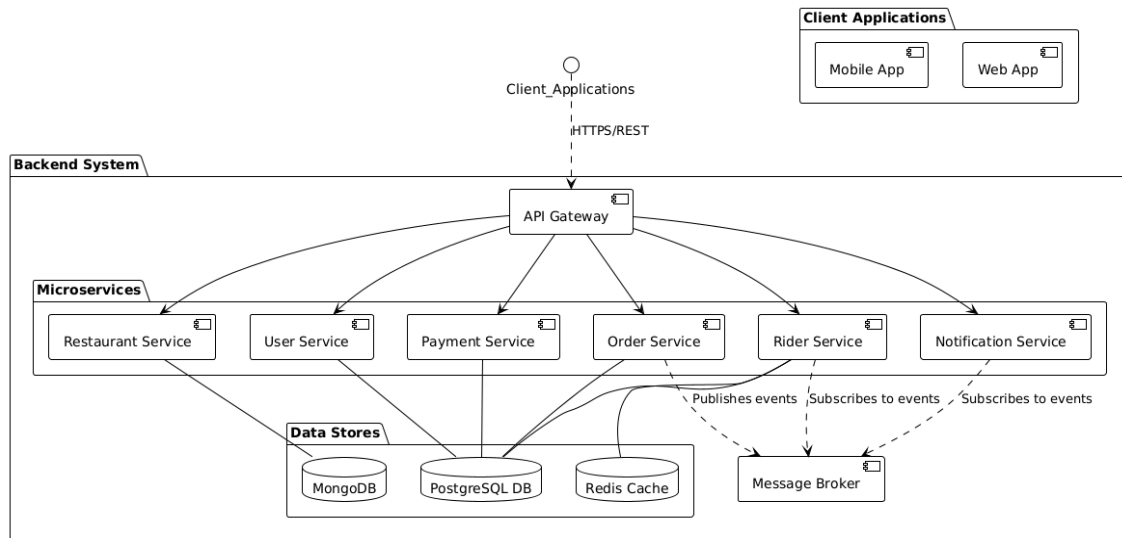 Client Applications
Mobile App
Web App
Client_Applications
HTTPS/REST
Backend System
API Gateway
Microservices
Restaurant Service
User Service
Payment Service
Order Service
Rider Service
Notification Service
Publishes events
Subscribes to events
Subscribes to events
Data Stores
MongoDB
PostgreSQL DB
Redis Cache
Message Broker